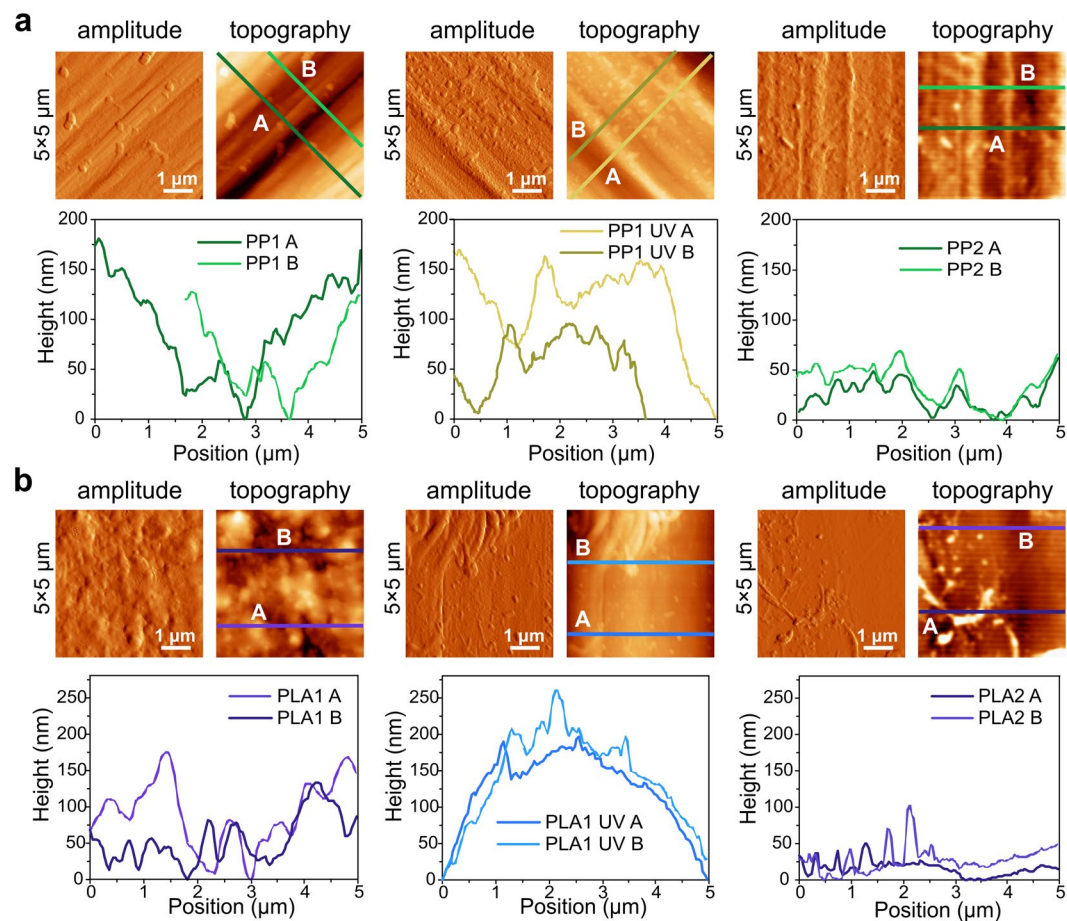 a
amplitude topography amplitude topography amplitude topography
5×5 µm
1 µm
A
B
5×5 µm
1 µm
B
A
5×5 µm
1 µm
B
A
Height (nm)
200
150
100
50
0
PP1 A
PP1 B
0 1 2 3 4 5
Position (µm)
Height (nm)
200
150
100
50
0
PP1 UV A
PP1 UV B
0 1 2 3 4 5
Position (µm)
Height (nm)
200
150
100
50
0
PP2 A
PP2 B
0 1 2 3 4 5
Position (µm)
b
amplitude topography amplitude topography amplitude topography
5×5 µm
1 µm
B
A
5×5 µm
1 µm
B
A
5×5 µm
1 µm
B
A
Height (nm)
250
200
150
100
50
0
PLA1 A
PLA1 B
0 1 2 3 4 5
Position (µm)
Height (nm)
250
200
150
100
50
0
PLA1 UV A
PLA1 UV B
0 1 2 3 4 5
Position (µm)
Height (nm)
250
200
150
100
50
0
PLA2 A
PLA2 B
0 1 2 3 4 5
Position (µm)